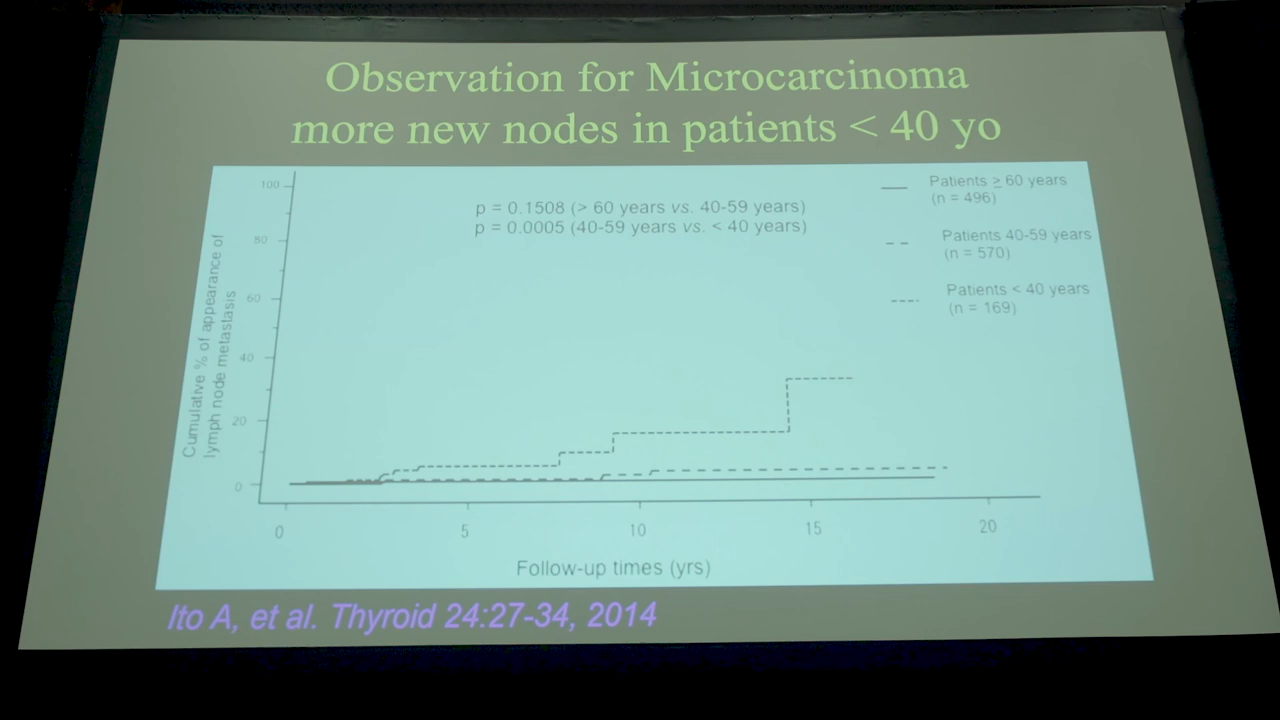 Observation for Microcarcinoma
more new nodes in patients < 40 yo
p = 0.1508 (> 60 years vs. 40-59 years)
p = 0.0005 (40-59 years vs. < 40 years)
Patients ≥ 60 years
(n = 496)
Patients 40-59 years
(n = 570)
Patients < 40 years
(n = 169)
Cumulative % of appearance of
lymph node metastasis
100
80
60
40
20
0
0 5 10 15 20
Follow-up times (yrs)
Ito A, et al. Thyroid 24:27-34, 2014